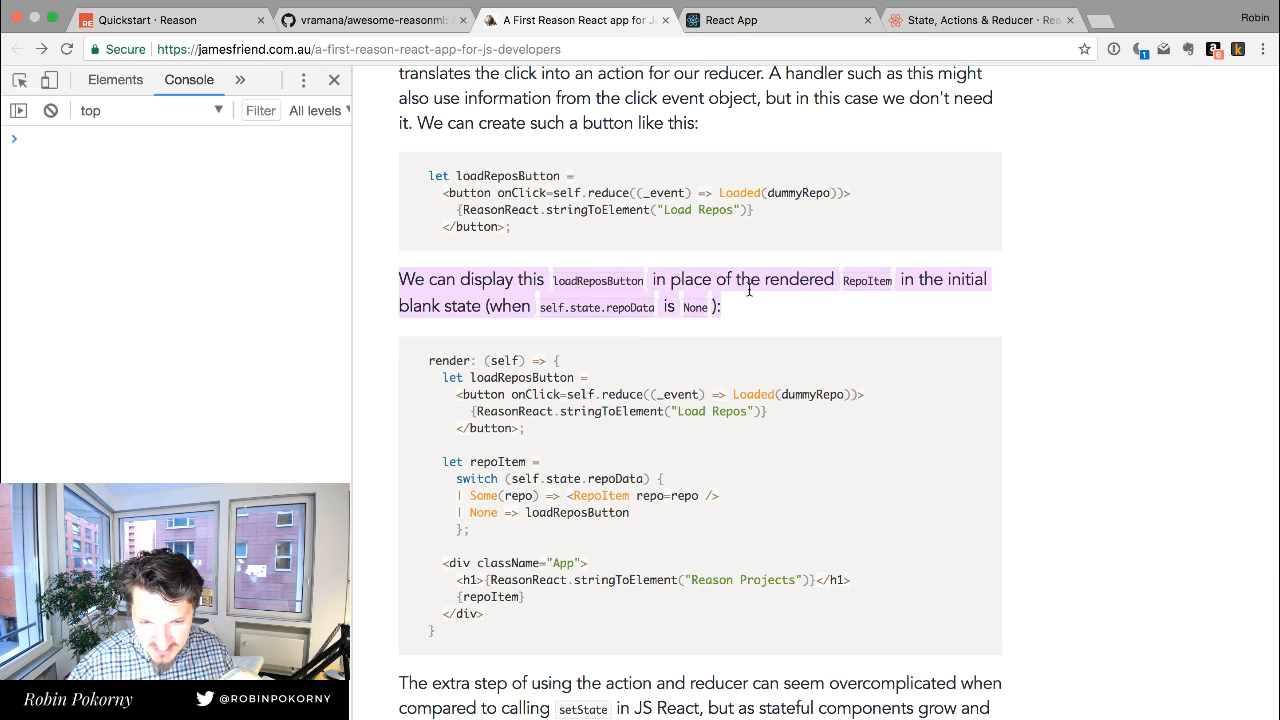 Quickstart · Reason
vramana/awesome-reasonml:
A First Reason React app for Ja
React App
State, Actions & Reducer · Rea
Robin
Secure
https://jamesfriend.com.au/a-first-reason-react-app-for-js-developers
1
6
k
Elements
Console
top
Filter
All levels
translates the click into an action for our reducer. A handler such as this might
also use information from the click event object, but in this case we don't need
it. We can create such a button like this:
let loadReposButton =
<button onClick=self.reduce((_event) => Loaded(dummyRepo))>
{ReasonReact.stringToElement("Load Repos")}
</button>;
We can display this loadReposButton in place of the rendered RepoItem in the initial
blank state (when self.state.repoData is None ):
render: (self) => {
let loadReposButton =
<button onClick=self.reduce((_event) => Loaded(dummyRepo))>
{ReasonReact.stringToElement("Load Repos")}
</button>;
let repoItem =
switch (self.state.repoData) {
| Some(repo) => <RepoItem repo=repo />
| None => loadReposButton
};
<div className="App">
<h1>{ReasonReact.stringToElement("Reason Projects")}</h1>
{repoItem}
</div>
}
The extra step of using the action and reducer can seem overcomplicated when
compared to calling setState in JS React, but as stateful components grow and
Robin Pokorny
@ROBINPOKORNY